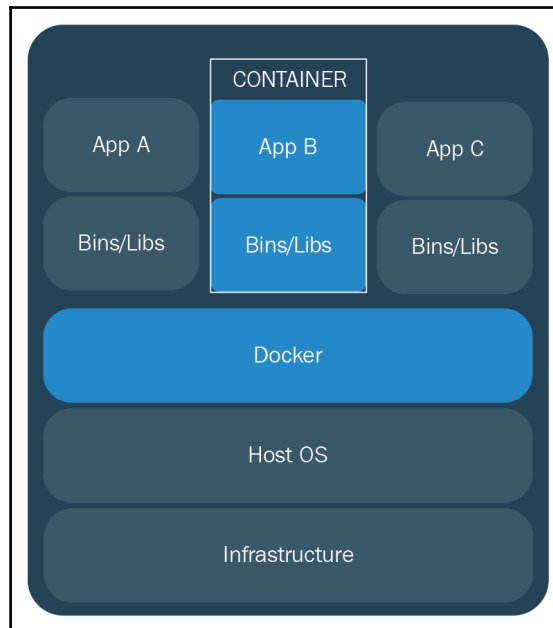 CONTAINER
App A
App B
App C
Bins/Libs
Bins/Libs
Bins/Libs
Docker
Host OS
Infrastructure